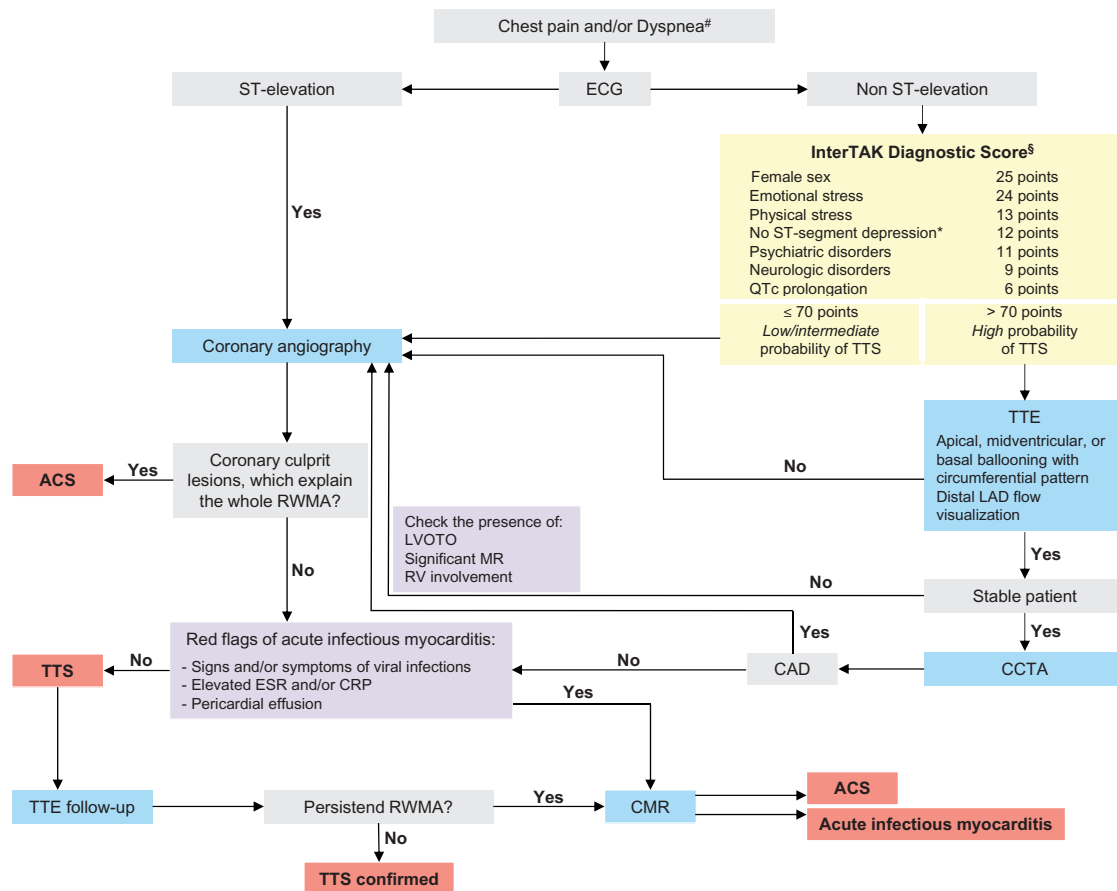 Chest pain and/or Dyspnea#
ST-elevation
ECG
Non ST-elevation
InterTAK Diagnostic Score§
Female sex 25 points
Emotional stress 24 points
Physical stress 13 points
No ST-segment depression* 12 points
Psychiatric disorders 11 points
Neurologic disorders 9 points
QTc prolongation 6 points
≤ 70 points
Low/intermediate
probability of TTS
> 70 points
High probability
of TTS
Yes
Coronary angiography
TTE
Apical, midventricular, or
basal ballooning with
circumferential pattern
Distal LAD flow
visualization
No
Coronary culprit
lesions, which explain
the whole RWMA?
Yes
ACS
Check the presence of:
LVOTO
Significant MR
RV involvement
No
Yes
No
Stable patient
Yes
Red flags of acute infectious myocarditis:
- Signs and/or symptoms of viral infections
- Elevated ESR and/or CRP
- Pericardial effusion
No
TTS
Yes
No
CAD
CCTA
Yes
TTE follow-up
Persistend RWMA?
Yes
CMR
ACS
Acute infectious myocarditis
No
TTS confirmed